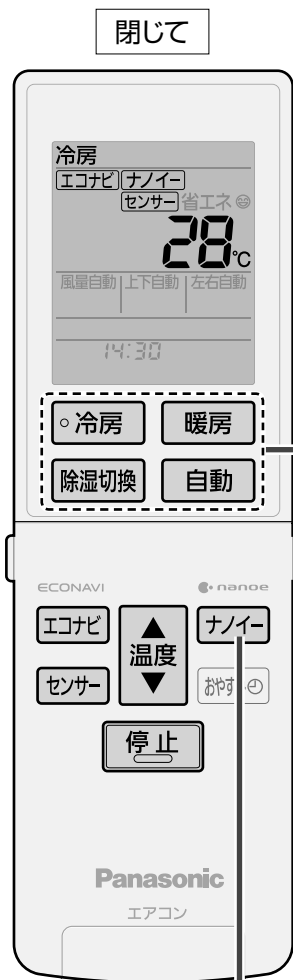 閉じて
冷房
エコナビ ナノイー
センサー 省エネ
28℃
風量自動 上下自動 左右自動
14:30
冷房 暖房
除湿切換 自動
ECONAVI nanoe
エコナビ ▲ 温度 ▼ ナノイー
センサー おやすみ
停止
Panasonic
エアコン